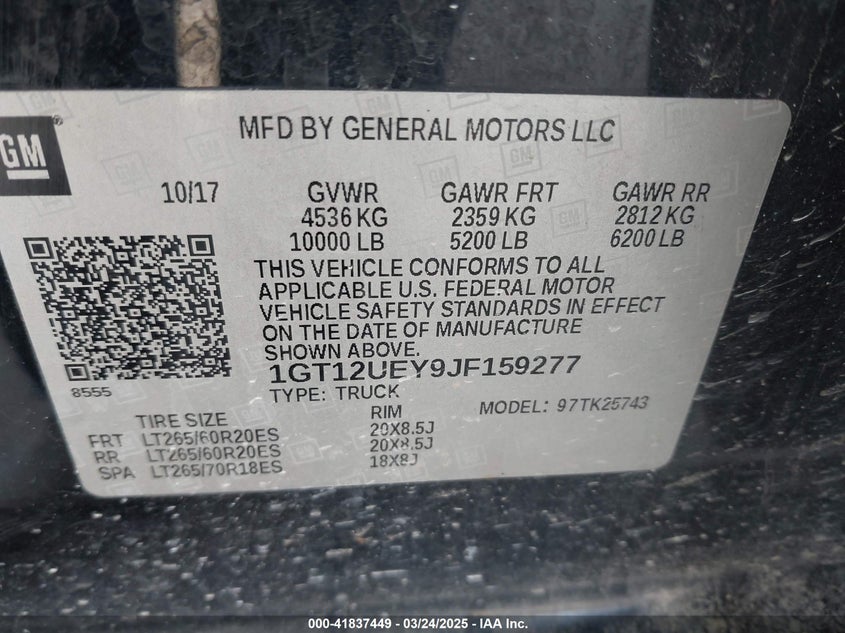 GM
MFD BY GENERAL MOTORS LLC
10/17 GVWR GAWR FRT GAWR RR
4536 KG 2359 KG 2812 KG
10000 LB 5200 LB 6200 LB
THIS VEHICLE CONFORMS TO ALL
APPLICABLE U.S. FEDERAL MOTOR
VEHICLE SAFETY STANDARDS IN EFFECT
ON THE DATE OF MANUFACTURE
SHOWN ABOVE.
1GT12UEY9JF159277
8555
TYPE: TRUCK
MODEL: 97TK25743
TIRE SIZE RIM
FRT LT265/60R20ES 20X8.5J
RR LT265/60R20ES 20X8.5J
SPA LT265/70R18ES 18X8J
000-41837449 — 03/24/2025 — IAA Inc.